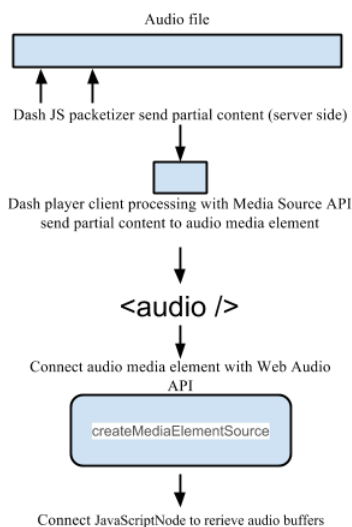 Audio file
Dash JS packetizer send partial content (server side)
Dash player client processing with Media Source API
send partial content to audio media element
<audio />
Connect audio media element with Web Audio
API
createMediaElementSource
Connect JavaScriptNode to rerieve audio buffers